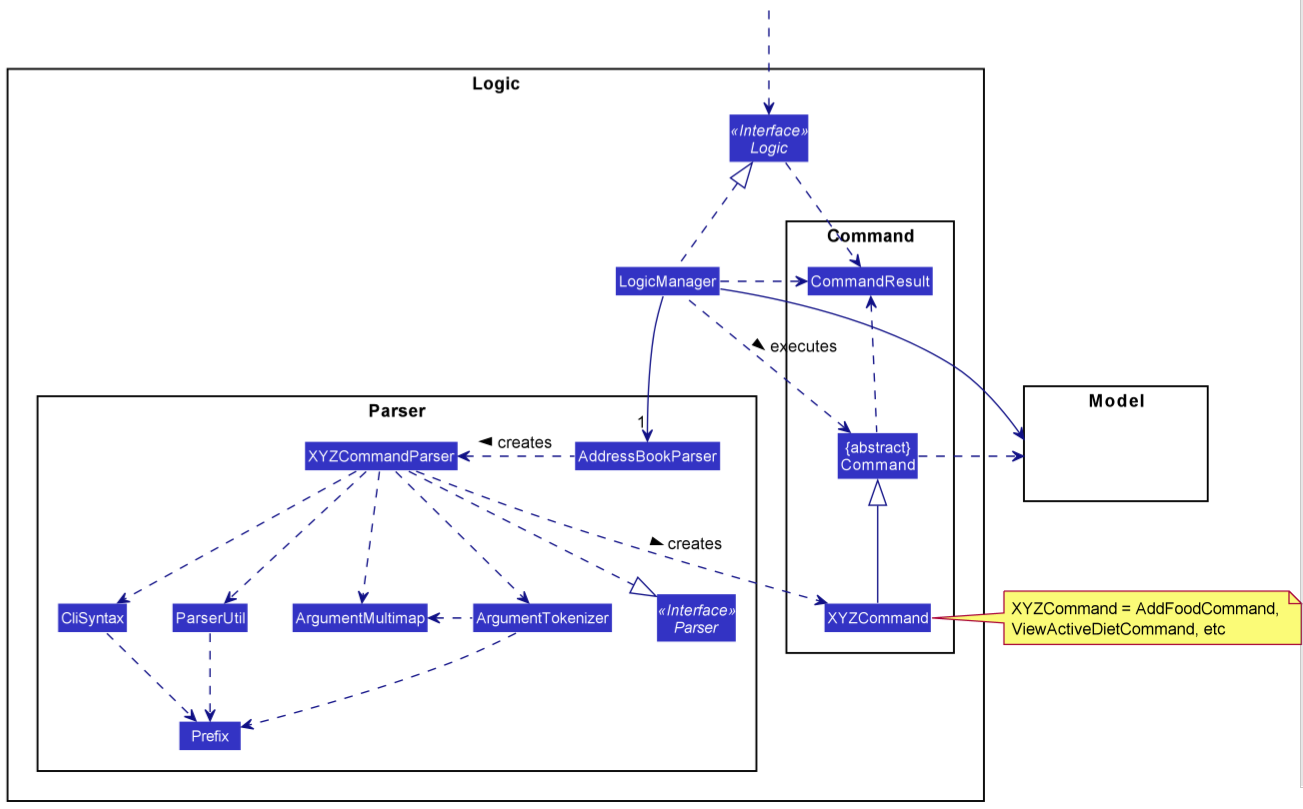 Logic
«Interface»
Logic
Command
LogicManager
CommandResult
executes
Model
Parser
1
creates
XYZCommandParser
AddressBookParser
{abstract}
Command
creates
CliSyntax
ParserUtil
ArgumentMultimap
ArgumentTokenizer
«Interface»
Parser
XYZCommand
XYZCommand = AddFoodCommand,
ViewActiveDietCommand, etc
Prefix